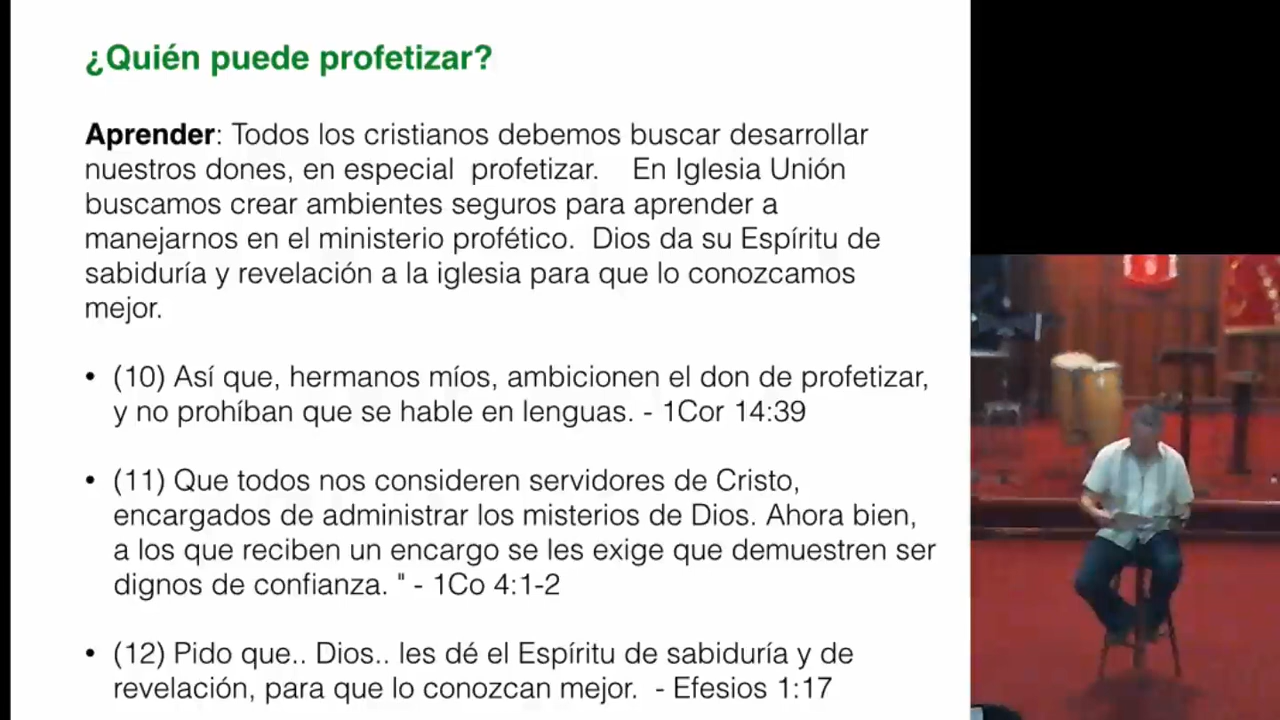 ¿Quién puede profetizar?
Aprender: Todos los cristianos debemos buscar desarrollar
nuestros dones, en especial profetizar. En Iglesia Unión
buscamos crear ambientes seguros para aprender a
manejarnos en el ministerio profético. Dios da su Espíritu de
sabiduría y revelación a la iglesia para que lo conozcamos
mejor.
• (10) Así que, hermanos míos, ambicionen el don de profetizar,
y no prohíban que se hable en lenguas. - 1Cor 14:39
• (11) Que todos nos consideren servidores de Cristo,
encargados de administrar los misterios de Dios. Ahora bien,
a los que reciben un encargo se les exige que demuestren ser
dignos de confianza. " - 1Co 4:1-2
• (12) Pido que.. Dios.. les dé el Espíritu de sabiduría y de
revelación, para que lo conozcan mejor. - Efesios 1:17